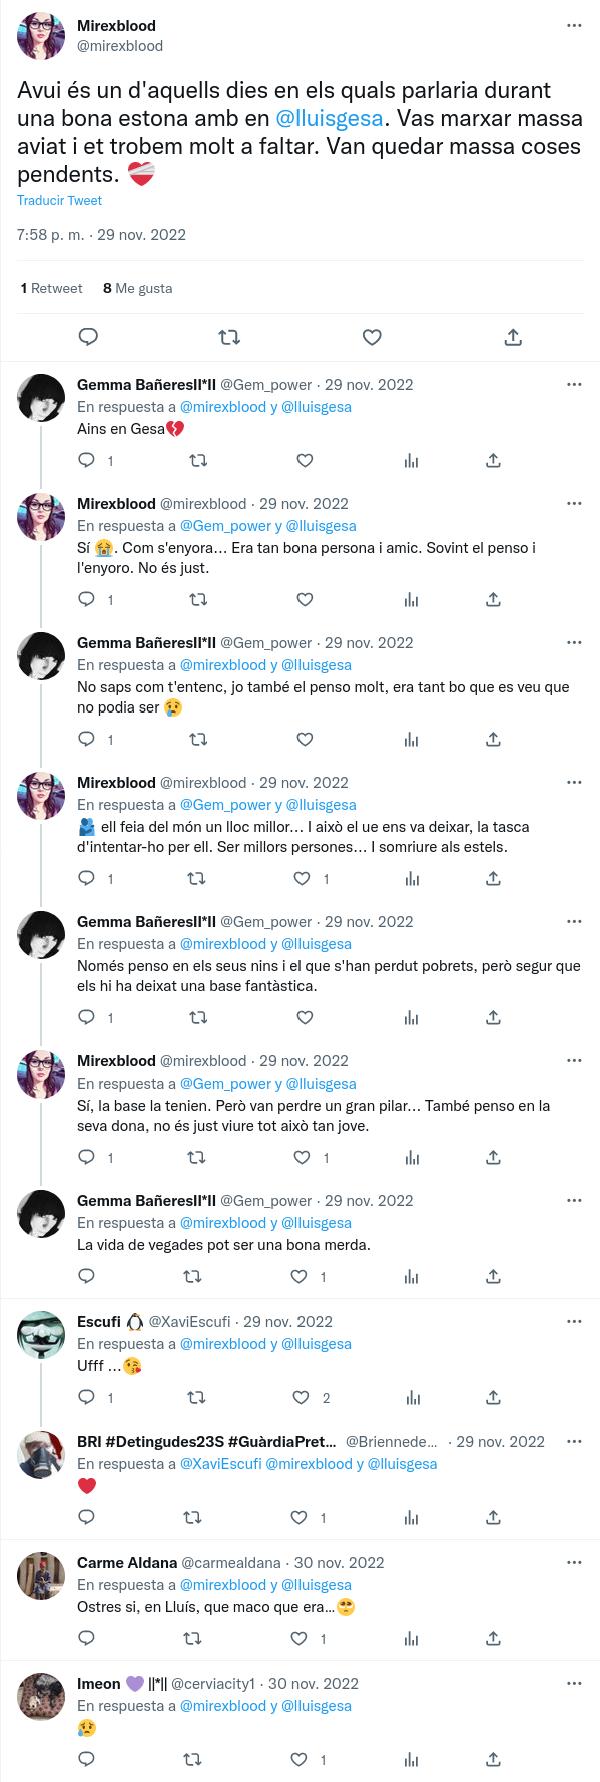 Mirexblood
@mirexblood
Avui és un d'aquells dies en els quals parlaria durant
una bona estona amb en @lluisgesa. Vas marxar massa
aviat i et trobem molt a faltar. Van quedar massa coses
pendents. ❤️‍🩹
Traducir Tweet
7:58 p. m. · 29 nov. 2022
1 Retweet 8 Me gusta
Gemma Bañeresll*ll @Gem_power · 29 nov. 2022
En respuesta a @mirexblood y @lluisgesa
Ains en Gesa💔
1
Mirexblood @mirexblood · 29 nov. 2022
En respuesta a @Gem_power y @lluisgesa
Sí 😭. Com s'enyora... Era tan bona persona i amic. Sovint el penso i
l'enyoro. No és just.
1
Gemma Bañeresll*ll @Gem_power · 29 nov. 2022
En respuesta a @mirexblood y @lluisgesa
No saps com t'entenc, jo també el penso molt, era tant bo que es veu que
no podia ser 😢
1
Mirexblood @mirexblood · 29 nov. 2022
En respuesta a @Gem_power y @lluisgesa
🫂 ell feia del món un lloc millor... I això el ue ens va deixar, la tasca
d'intentar-ho per ell. Ser millors persones... I somriure als estels.
1 1
Gemma Bañeresll*ll @Gem_power · 29 nov. 2022
En respuesta a @mirexblood y @lluisgesa
Només penso en els seus nins i el que s'han perdut pobrets, però segur que
els hi ha deixat una base fantàstica.
1
Mirexblood @mirexblood · 29 nov. 2022
En respuesta a @Gem_power y @lluisgesa
Sí, la base la tenien. Però van perdre un gran pilar... També penso en la
seva dona, no és just viure tot això tan jove.
1 1
Gemma Bañeresll*ll @Gem_power · 29 nov. 2022
En respuesta a @mirexblood y @lluisgesa
La vida de vegades pot ser una bona merda.
1
Escufi 🐧 @XaviEscufi · 29 nov. 2022
En respuesta a @mirexblood y @lluisgesa
Ufff ...😘
1 2
BRI #Detingudes23S #GuàrdiaPret... @Briennede... · 29 nov. 2022
En respuesta a @XaviEscufi @mirexblood y @lluisgesa
❤️
1
Carme Aldana @carmealdana · 30 nov. 2022
En respuesta a @mirexblood y @lluisgesa
Ostres si, en Lluís, que maco que era...🥺
1
Imeon 💜 ||*|| @cerviacity1 · 30 nov. 2022
En respuesta a @mirexblood y @lluisgesa
😥
1